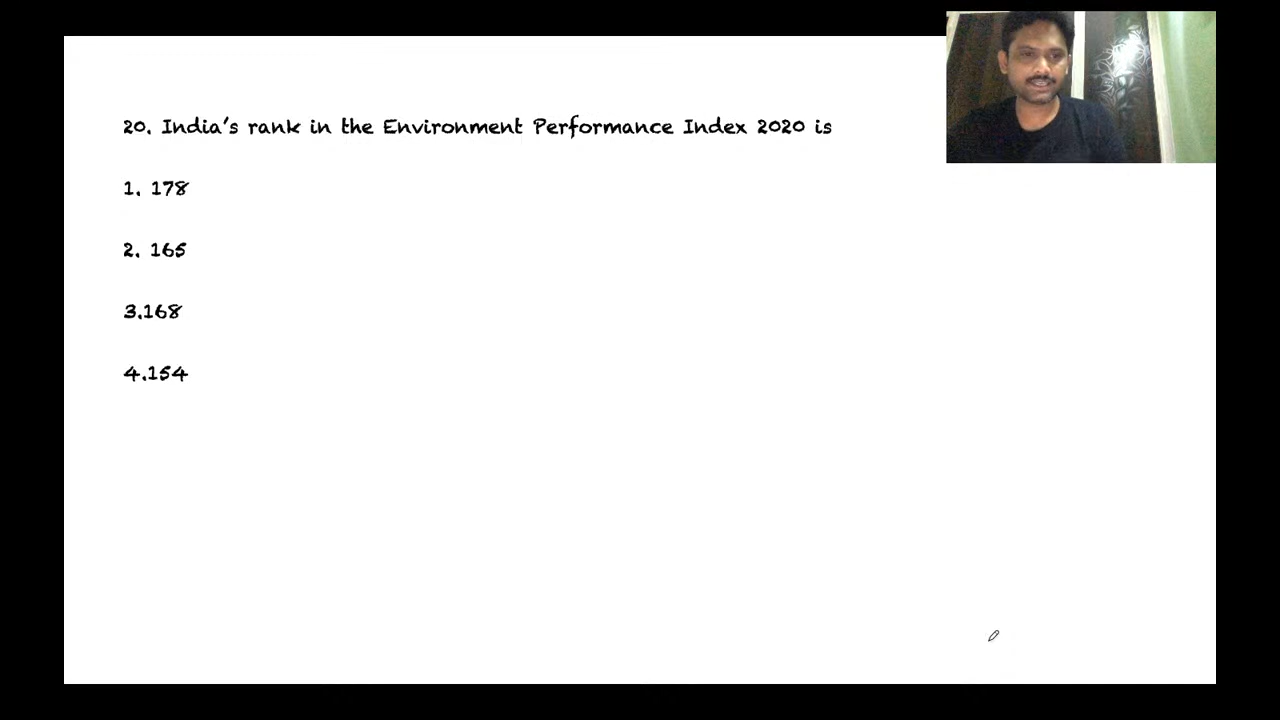 20. India's rank in the Environment Performance Index 2020 is
1. 178
2. 165
3.168
4.154